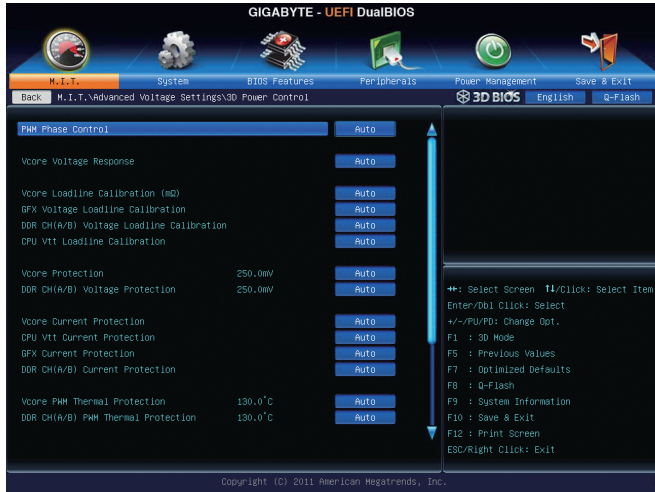 GIGABYTE - UEFI DualBIOS
M.I.T. System BIOS Features Peripherals Power Management Save & Exit
Back M.I.T.\Advanced Voltage Settings\3D Power Control 3D BIOS English Q-Flash
PWM Phase Control Auto
Vcore Voltage Response Auto
Vcore Loadline Calibration (mΩ) Auto
GFX Voltage Loadline Calibration Auto
DDR CH(A/B) Voltage Loadline Calibration Auto
CPU Vtt Loadline Calibration Auto
Vcore Protection 250.0mV Auto
DDR CH(A/B) Voltage Protection 250.0mV Auto
Vcore Current Protection Auto
CPU Vtt Current Protection Auto
GFX Current Protection Auto
DDR CH(A/B) Current Protection Auto
Vcore PWM Thermal Protection 130.0˚C Auto
DDR CH(A/B) PWM Thermal Protection 130.0˚C Auto
→←: Select Screen ↑↓/Click: Select Item
Enter/Dbl Click: Select
+/-/PU/PD: Change Opt.
F1 : 3D Mode
F5 : Previous Values
F7 : Optimized Defaults
F8 : Q-Flash
F9 : System Information
F10 : Save & Exit
F12 : Print Screen
ESC/Right Click: Exit
Copyright (C) 2011 American Megatrends, Inc.